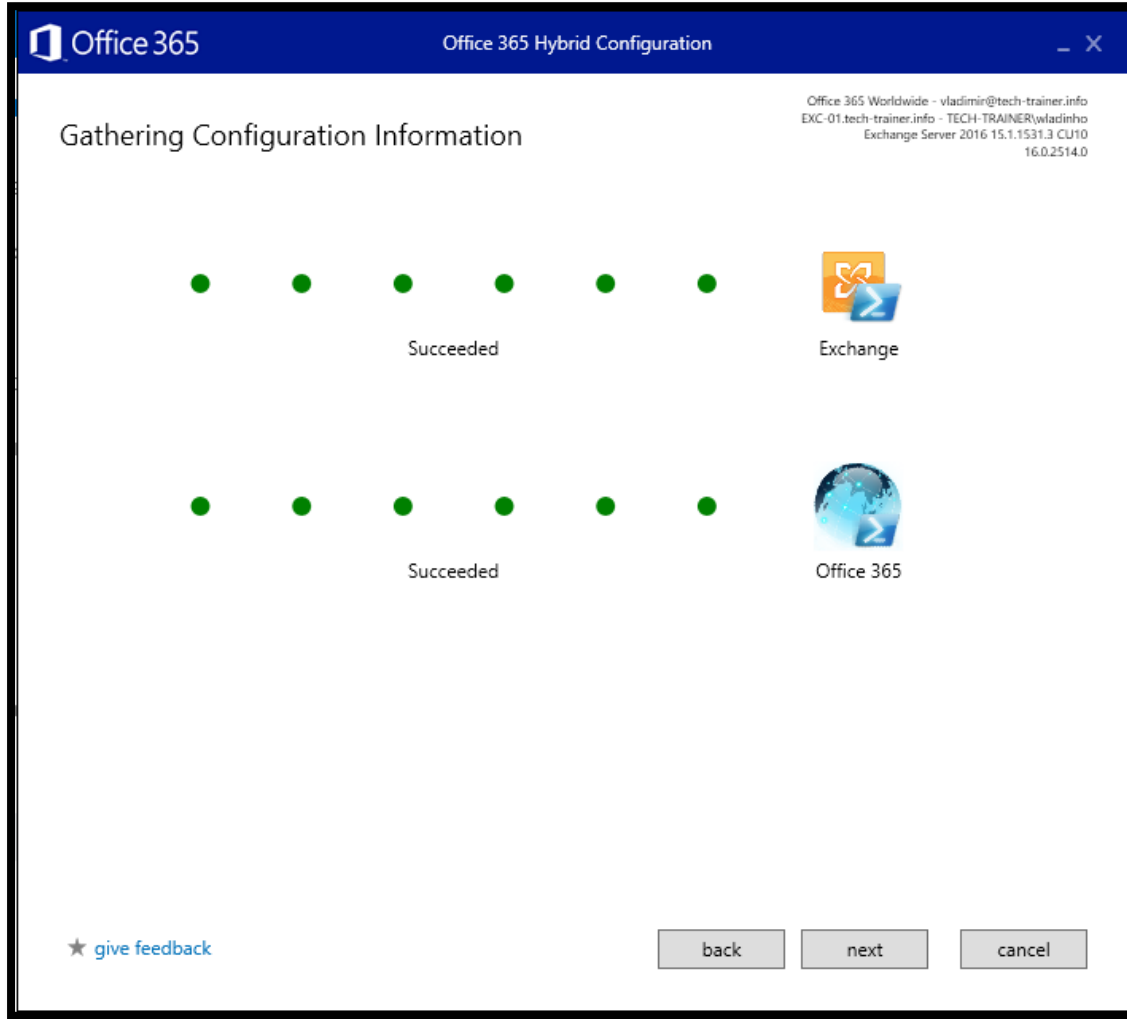 Office 365
Office 365 Hybrid Configuration
Office 365 Worldwide - vladimir@tech-trainer.info
EXC-01.tech-trainer.info - TECH-TRAINER\wladinho
Exchange Server 2016 15.1.1531.3 CU10
16.0.2514.0
Gathering Configuration Information
Succeeded
Exchange
Succeeded
Office 365
give feedback
back
next
cancel